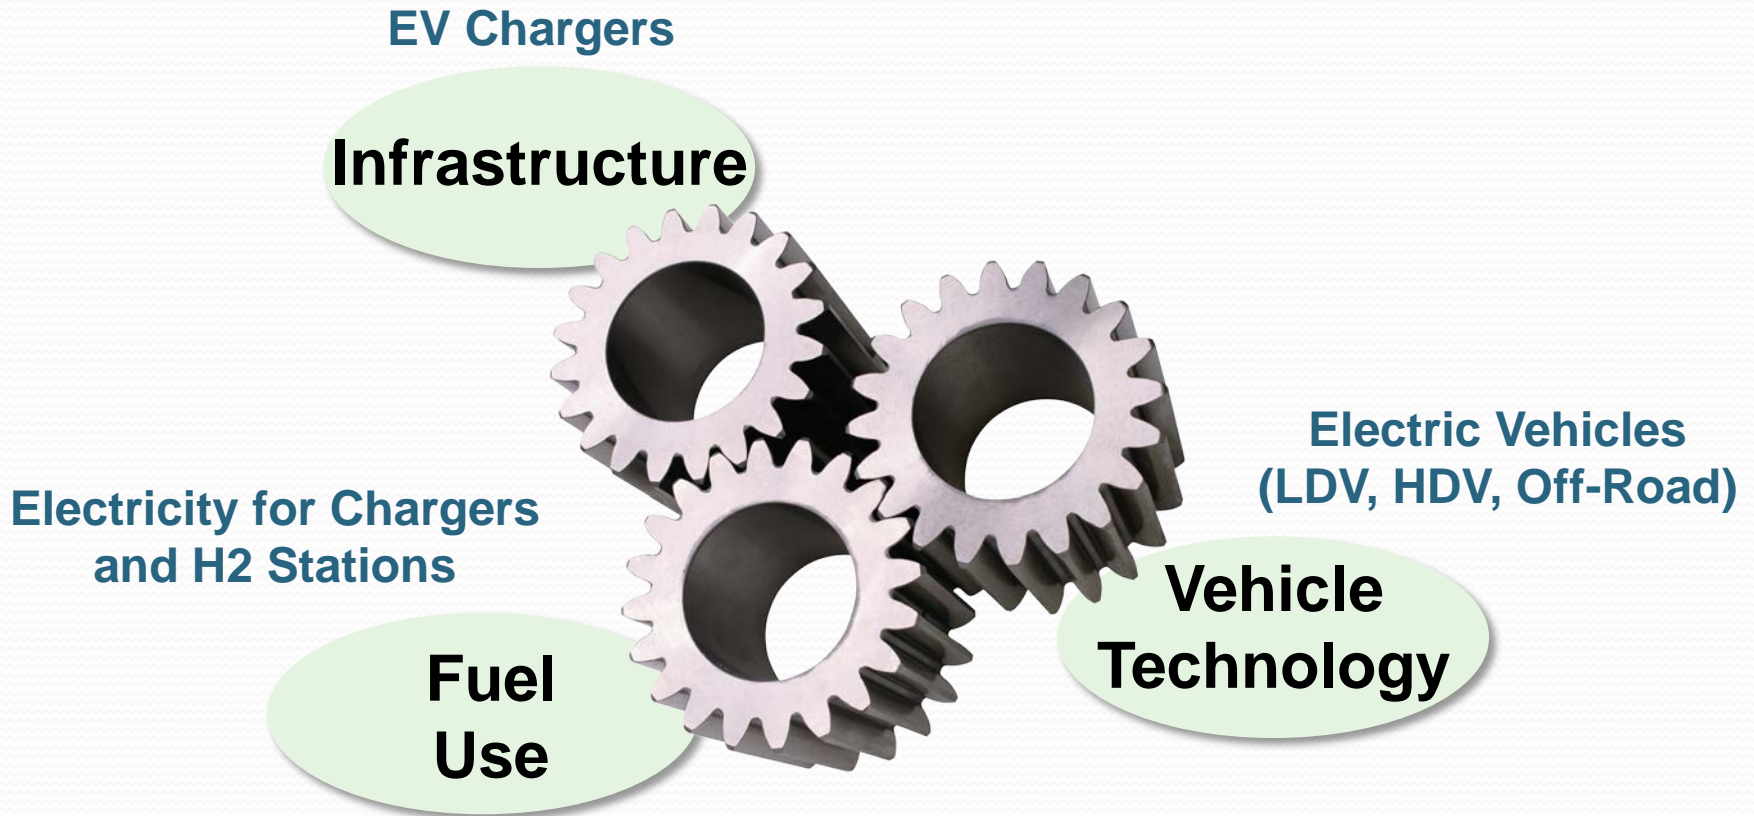 EV Chargers
Infrastructure
Electric Vehicles
(LDV, HDV, Off-Road)
Vehicle
Technology
Electricity for Chargers
and H2 Stations
Fuel
Use